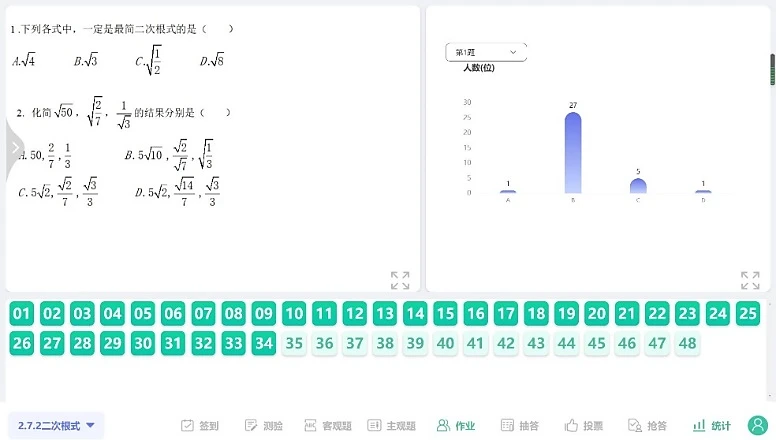 1.下列各式中，一定是最简二次根式的是（　　）
A.√4 B.√3 C.√(1/2) D.√8
2. 化简√50，√(2/7)，1/√3的结果分别是（　　）
A.50,2/7,1/3 B.5√10,√2/√7,√(1/3)
C.5√2,√2/7,√3/3 D.5√2,√14/7,√3/3
第1题
人数(位)
30
25
20
15
10
5
0
1 27 5 1
A B C D
01 02 03 04 05 06 07 08 09 10 11 12 13 14 15 16 17 18 19 20 21 22 23 24 25
26 27 28 29 30 31 32 33 34 35 36 37 38 39 40 41 42 43 44 45 46 47 48
2.7.2二次根式 签到 测验 ABC 客观题 主观题 作业 抽答 投票 抢答 统计